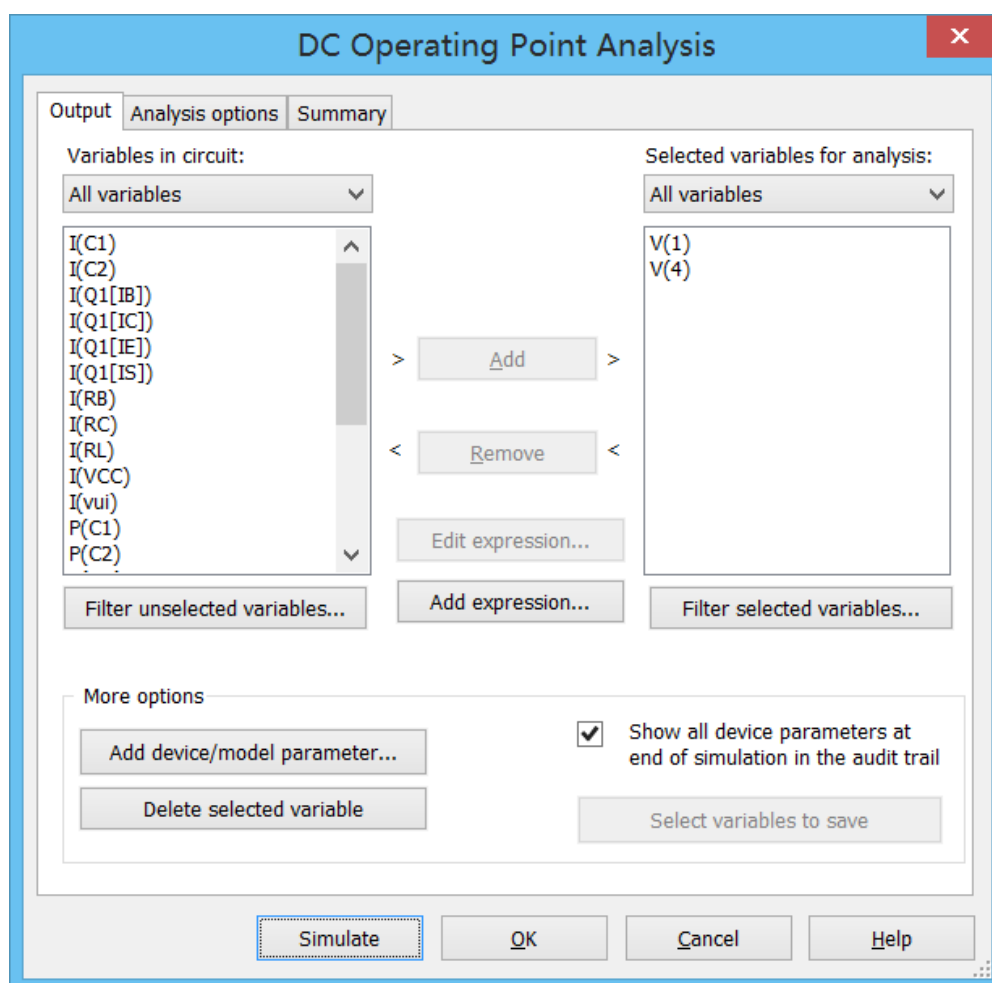 DC Operating Point Analysis
Output Analysis options Summary
Variables in circuit:
All variables
I(C1)
I(C2)
I(Q1[IB])
I(Q1[IC])
I(Q1[IE])
I(Q1[IS])
I(RB)
I(RC)
I(RL)
I(VCC)
I(vui)
P(C1)
P(C2)
Filter unselected variables...
> Add >
< Remove <
Edit expression...
Add expression...
Selected variables for analysis:
All variables
V(1)
V(4)
Filter selected variables...
More options
Add device/model parameter...
Delete selected variable
Show all device parameters at
end of simulation in the audit trail
Select variables to save
Simulate OK Cancel Help